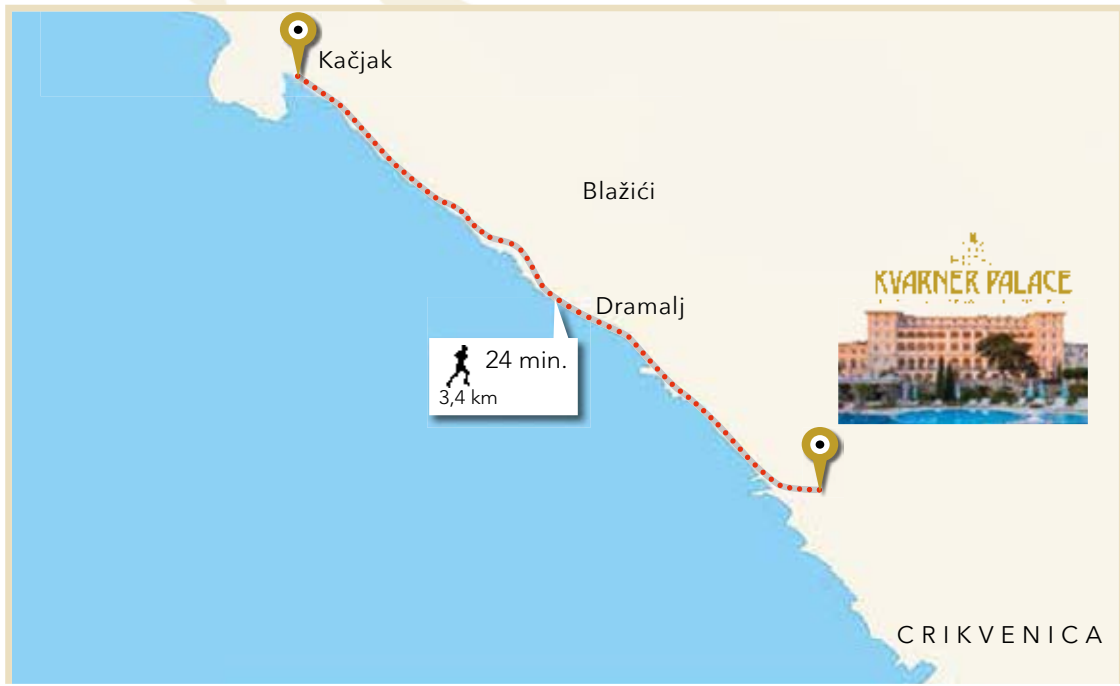 Kačjak
Blažići
KVARNER PALACE
Dramalj
24 min.
3,4 km
CRIKVENICA